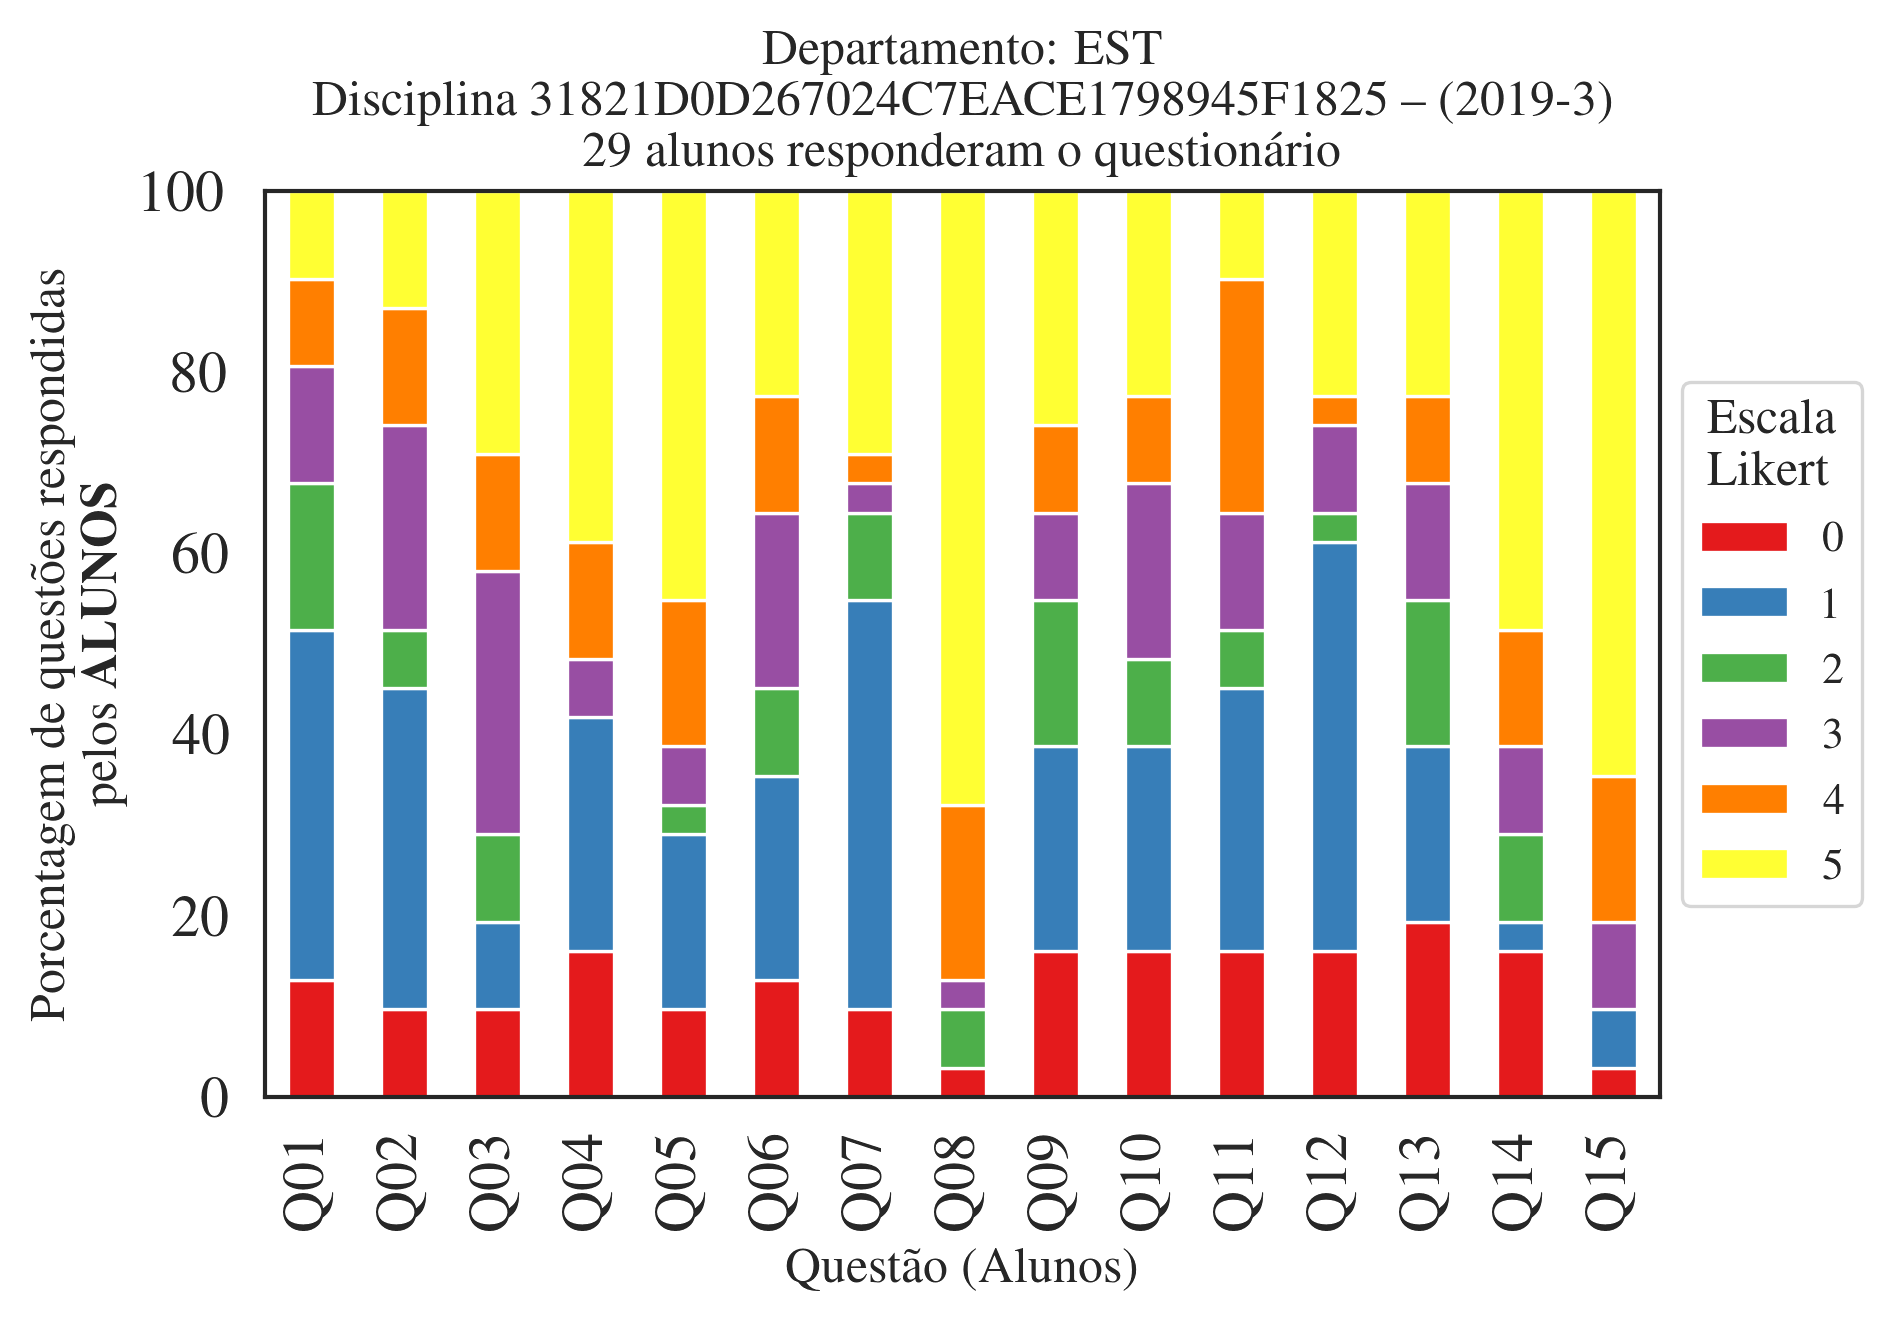 Departamento: EST
Disciplina 31821D0D267024C7EACE1798945F1825 – (2019-3)
29 alunos responderam o questionário
Porcentagem de questões respondidas
pelos ALUNOS
100
80
60
40
20
0
Q01
Q02
Q03
Q04
Q05
Q06
Q07
Q08
Q09
Q10
Q11
Q12
Q13
Q14
Q15
Questão (Alunos)
Escala
Likert
0
1
2
3
4
5